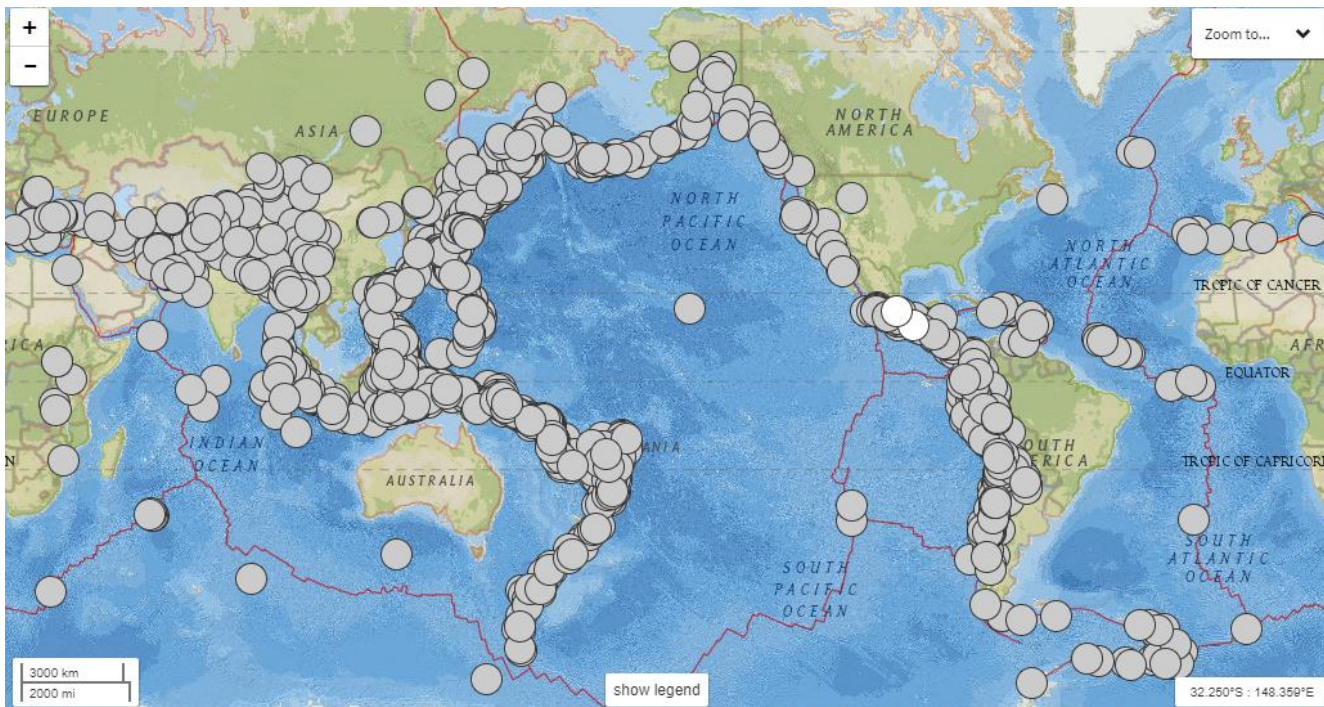 +
−
Zoom to...
EUROPE
ASIA
NORTH
AMERICA
NORTH
PACIFIC
OCEAN
NORTH
ATLANTIC
OCEAN
TROPIC OF CANCER
EQUATOR
INDIAN
OCEAN
AUSTRALIA
TROPIC OF CAPRICORN
SOUTH
PACIFIC
OCEAN
SOUTH
ATLANTIC
OCEAN
3000 km
2000 mi
show legend
32.250°S : 148.359°E